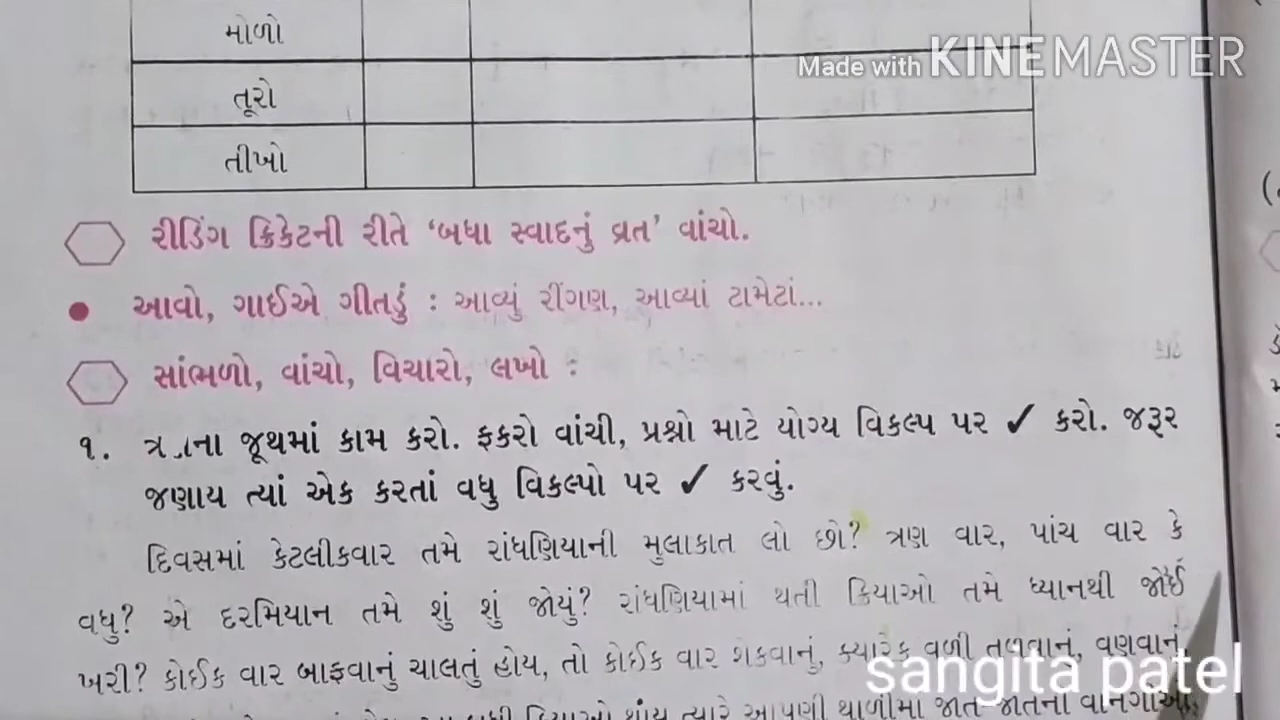 મોળો
Made with KINEMASTER
તૂરો
તીખો
રીડિંગ ક્રિકેટની રીતે ‘બધા સ્વાદનું વ્રત’ વાંચો.
• આવો, ગાઈએ ગીતડું : આવ્યું રીંગણ, આવ્યાં ટામેટાં...
સાંભળો, વાંચો, વિચારો, લખો :
૧. જૂથમાં કામ કરો. ફકરો વાંચી, પ્રશ્નો માટે યોગ્ય વિકલ્પ પર ✓ કરો. જરૂર
જણાય ત્યાં એક કરતાં વધુ વિકલ્પો પર ✓ કરવું.
દિવસમાં કેટલીકવાર તમે રાંધણિયાની મુલાકાત લો છો? ત્રણ વાર, પાંચ વાર કે
વધુ? એ દરમિયાન તમે શું શું જોયું? રાંધણિયામાં થતી ક્રિયાઓ તમે ધ્યાનથી જોઈ
ખરી? કોઈક વાર બાફવાનું ચાલતું હોય, તો કોઈક વાર શેકવાનું, ક્યારેક વળી તળવાનું, વણવાનું
sangita patel
ત્યારે આપણી થાળીમાં જાત જાતની